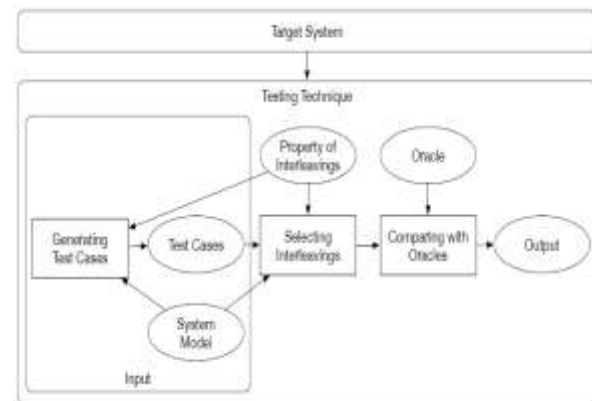 Target System
Testing Technique
Property of
Interleavings
Oracle
Generating
Test Cases
Test Cases
Selecting
Interleavings
Comparing with
Oracles
Output
System
Model
Input